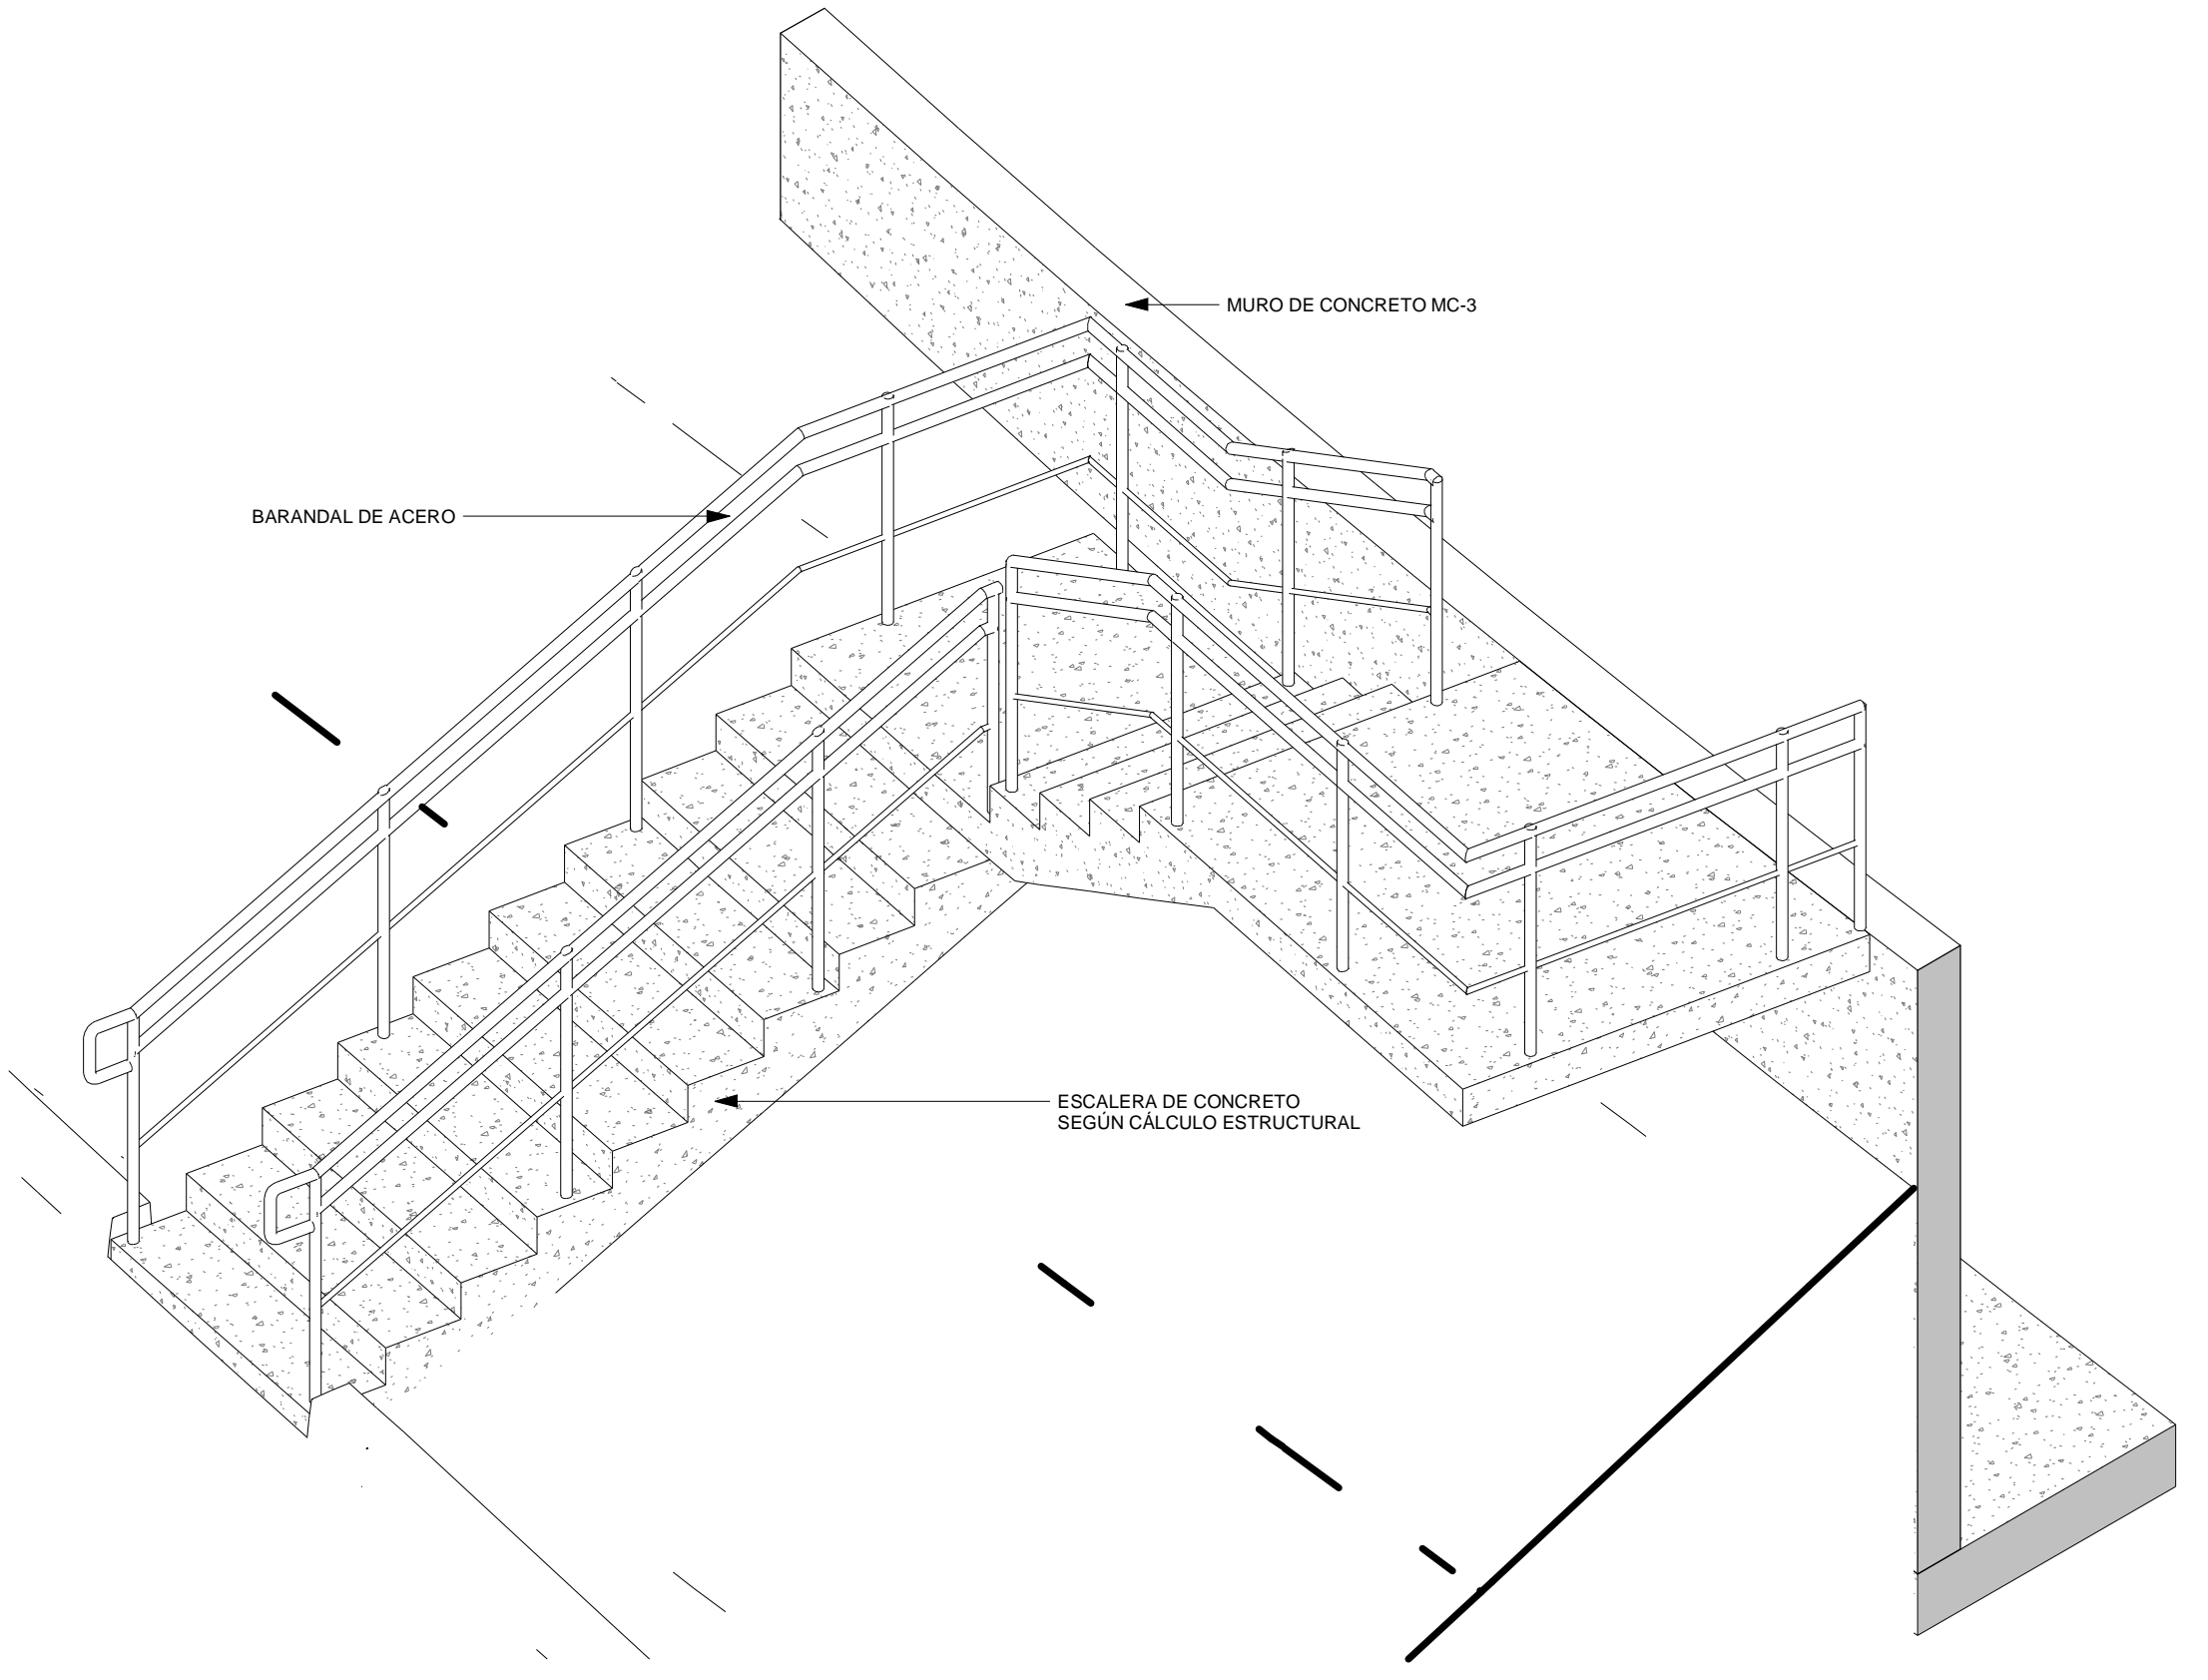 MURO DE CONCRETO MC-3
BARANDAL DE ACERO
ESCALERA DE CONCRETO
SEGÚN CÁLCULO ESTRUCTURAL